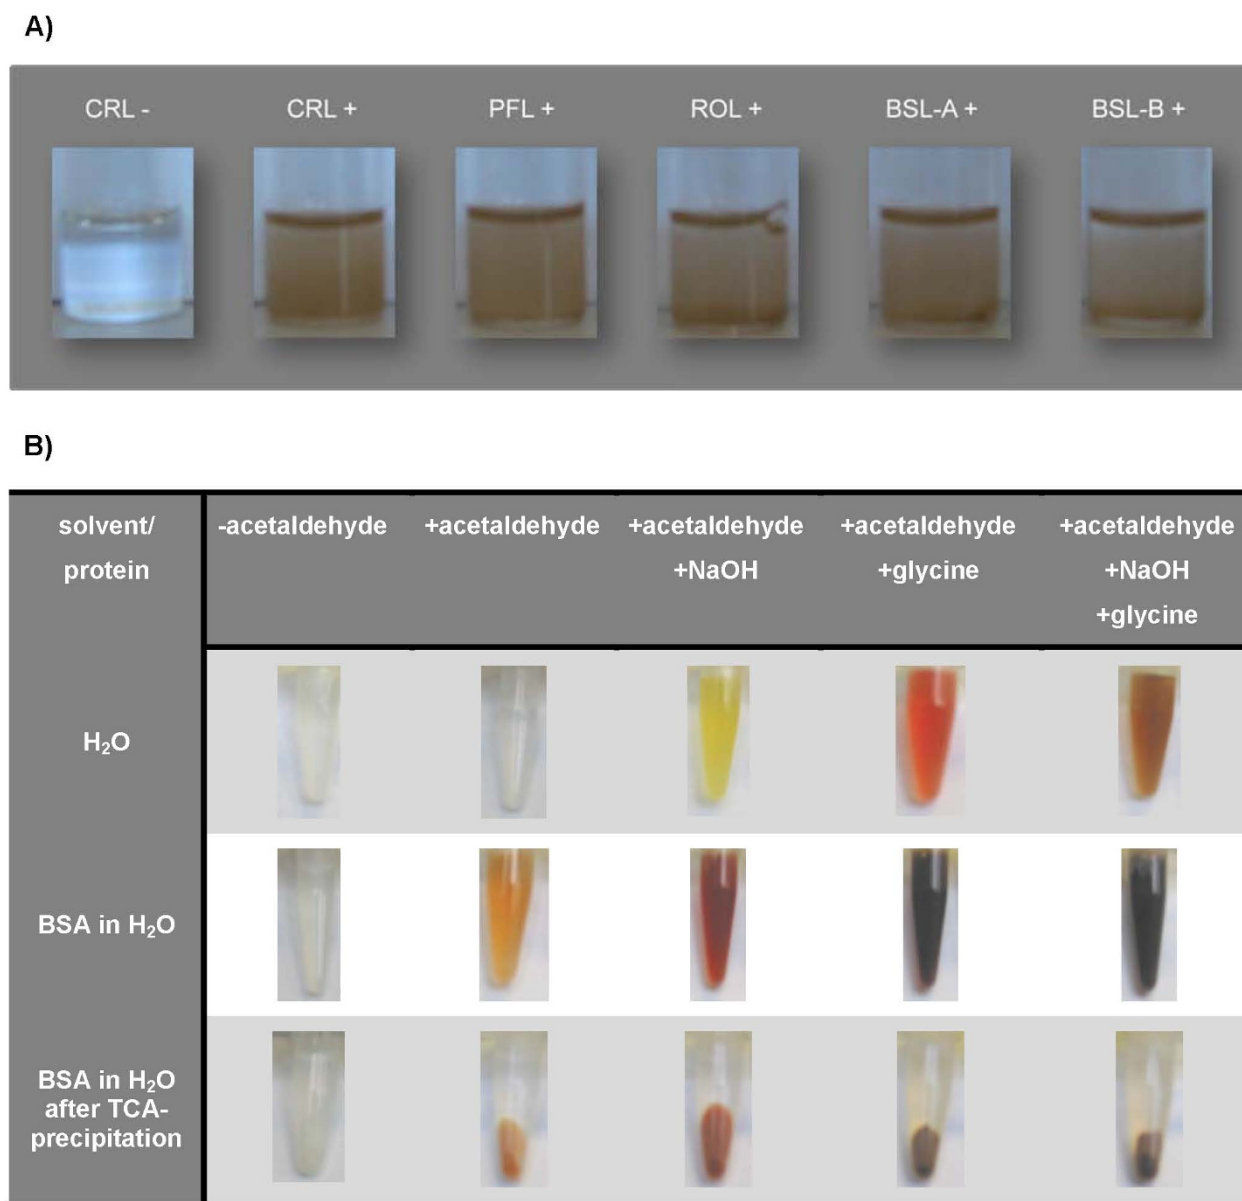 A)
CRL - CRL + PFL + ROL + BSL-A + BSL-B +
B)
solvent/ -acetaldehyde +acetaldehyde +acetaldehyde +acetaldehyde +acetaldehyde
protein +NaOH +glycine +NaOH
+glycine
H₂O
BSA in H₂O
BSA in H₂O
after TCA-
precipitation